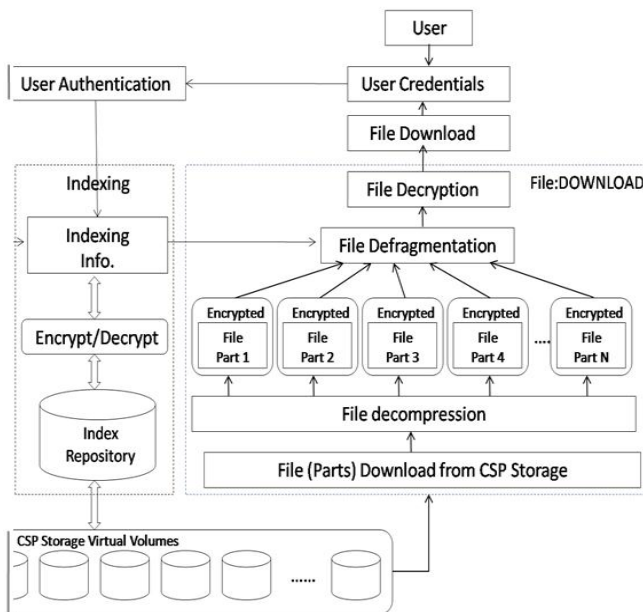 User
User Authentication
User Credentials
File Download
Indexing
File Decryption
File:DOWNLOAD
Indexing
Info.
File Defragmentation
Encrypted
File
Part 1
Encrypted
File
Part 2
Encrypted
File
Part 3
Encrypted
File
Part 4
....
Encrypted
File
Part N
Encrypt/Decrypt
File decompression
Index
Repository
File (Parts) Download from CSP Storage
CSP Storage Virtual Volumes
......